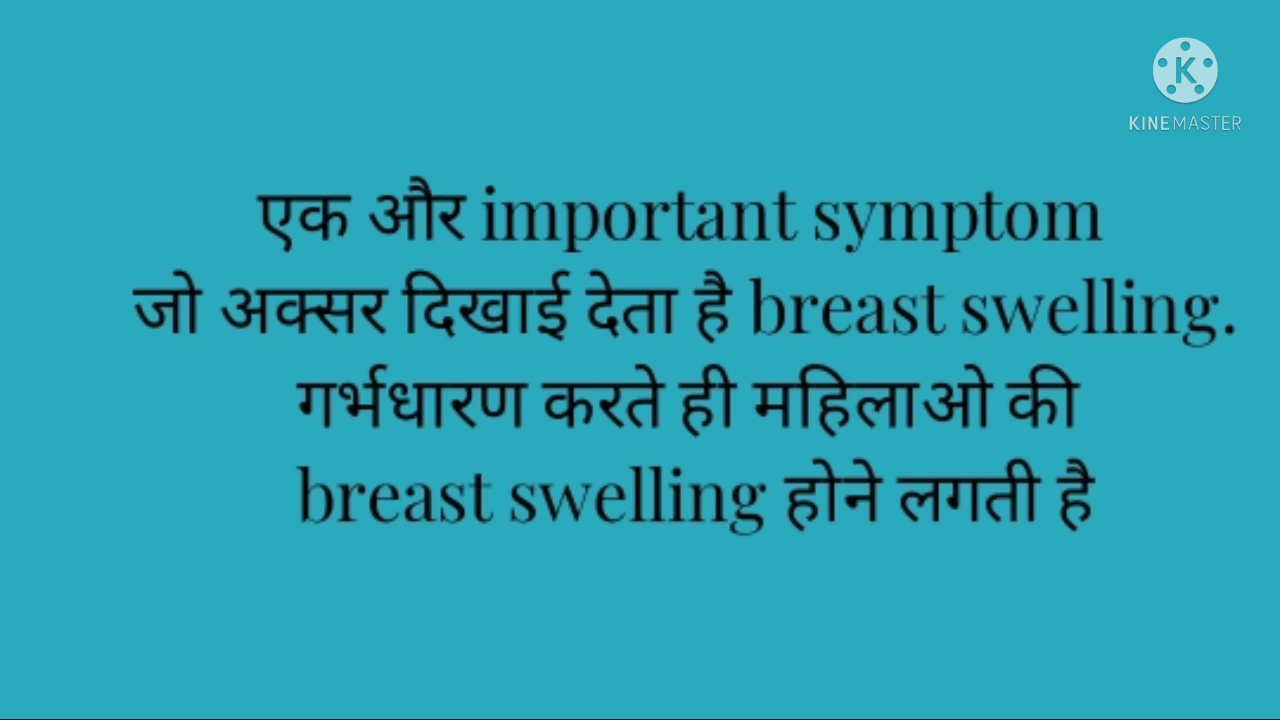 KINEMASTER
एक और important symptom
जो अक्सर दिखाई देता है breast swelling.
गर्भधारण करते ही महिलाओ की
breast swelling होने लगती है